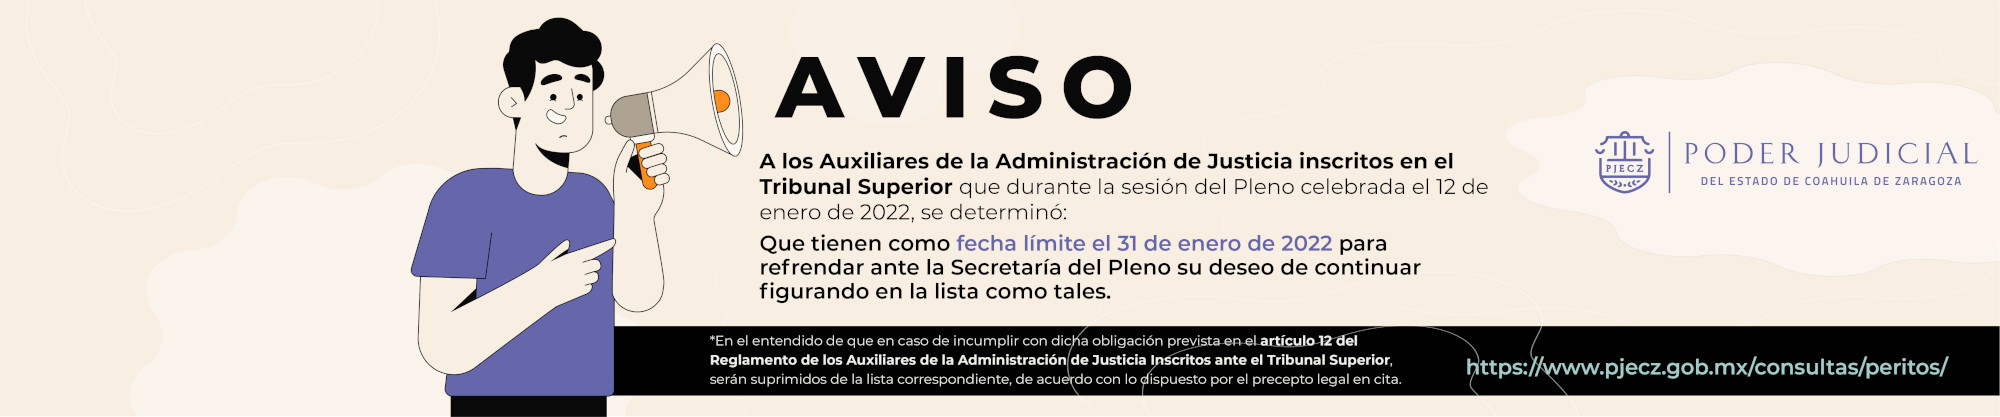 AVISO
A los Auxiliares de la Administración de Justicia inscritos en el
Tribunal Superior que durante la sesión del Pleno celebrada el 12 de
enero de 2022, se determinó:
Que tienen como fecha límite el 31 de enero de 2022 para
refrendar ante la Secretaría del Pleno su deseo de continuar
figurando en la lista como tales.
*En el entendido de que en caso de incumplir con dicha obligación prevista en el artículo 12 del
Reglamento de los Auxiliares de la Administración de Justicia Inscritos ante el Tribunal Superior,
serán suprimidos de la lista correspondiente, de acuerdo con lo dispuesto por el precepto legal en cita.
PJECZ
PODER JUDICIAL
DEL ESTADO DE COAHUILA DE ZARAGOZA
https://www.pjecz.gob.mx/consultas/peritos/